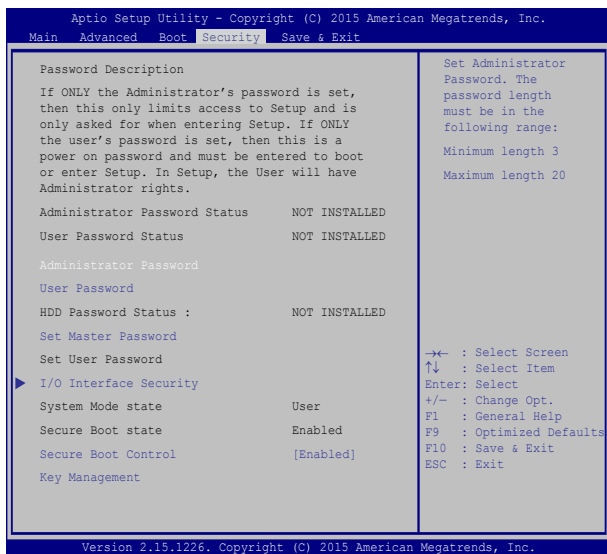 Aptio Setup Utility - Copyright (C) 2015 American Megatrends, Inc.
Main Advanced Boot Security Save & Exit
Password Description
If ONLY the Administrator's password is set,
then this only limits access to Setup and is
only asked for when entering Setup. If ONLY
the user's password is set, then this is a
power on password and must be entered to boot
or enter Setup. In Setup, the User will have
Administrator rights.
Administrator Password Status NOT INSTALLED
User Password Status NOT INSTALLED
Administrator Password
User Password
HDD Password Status : NOT INSTALLED
Set Master Password
Set User Password
I/O Interface Security
System Mode state User
Secure Boot state Enabled
Secure Boot Control [Enabled]
Key Management
Set Administrator
Password. The
password length
must be in the
following range:
Minimum length 3
Maximum length 20
→← : Select Screen
↑↓ : Select Item
Enter: Select
+/− : Change Opt.
F1 : General Help
F9 : Optimized Defaults
F10 : Save & Exit
ESC : Exit
Version 2.15.1226. Copyright (C) 2015 American Megatrends, Inc.